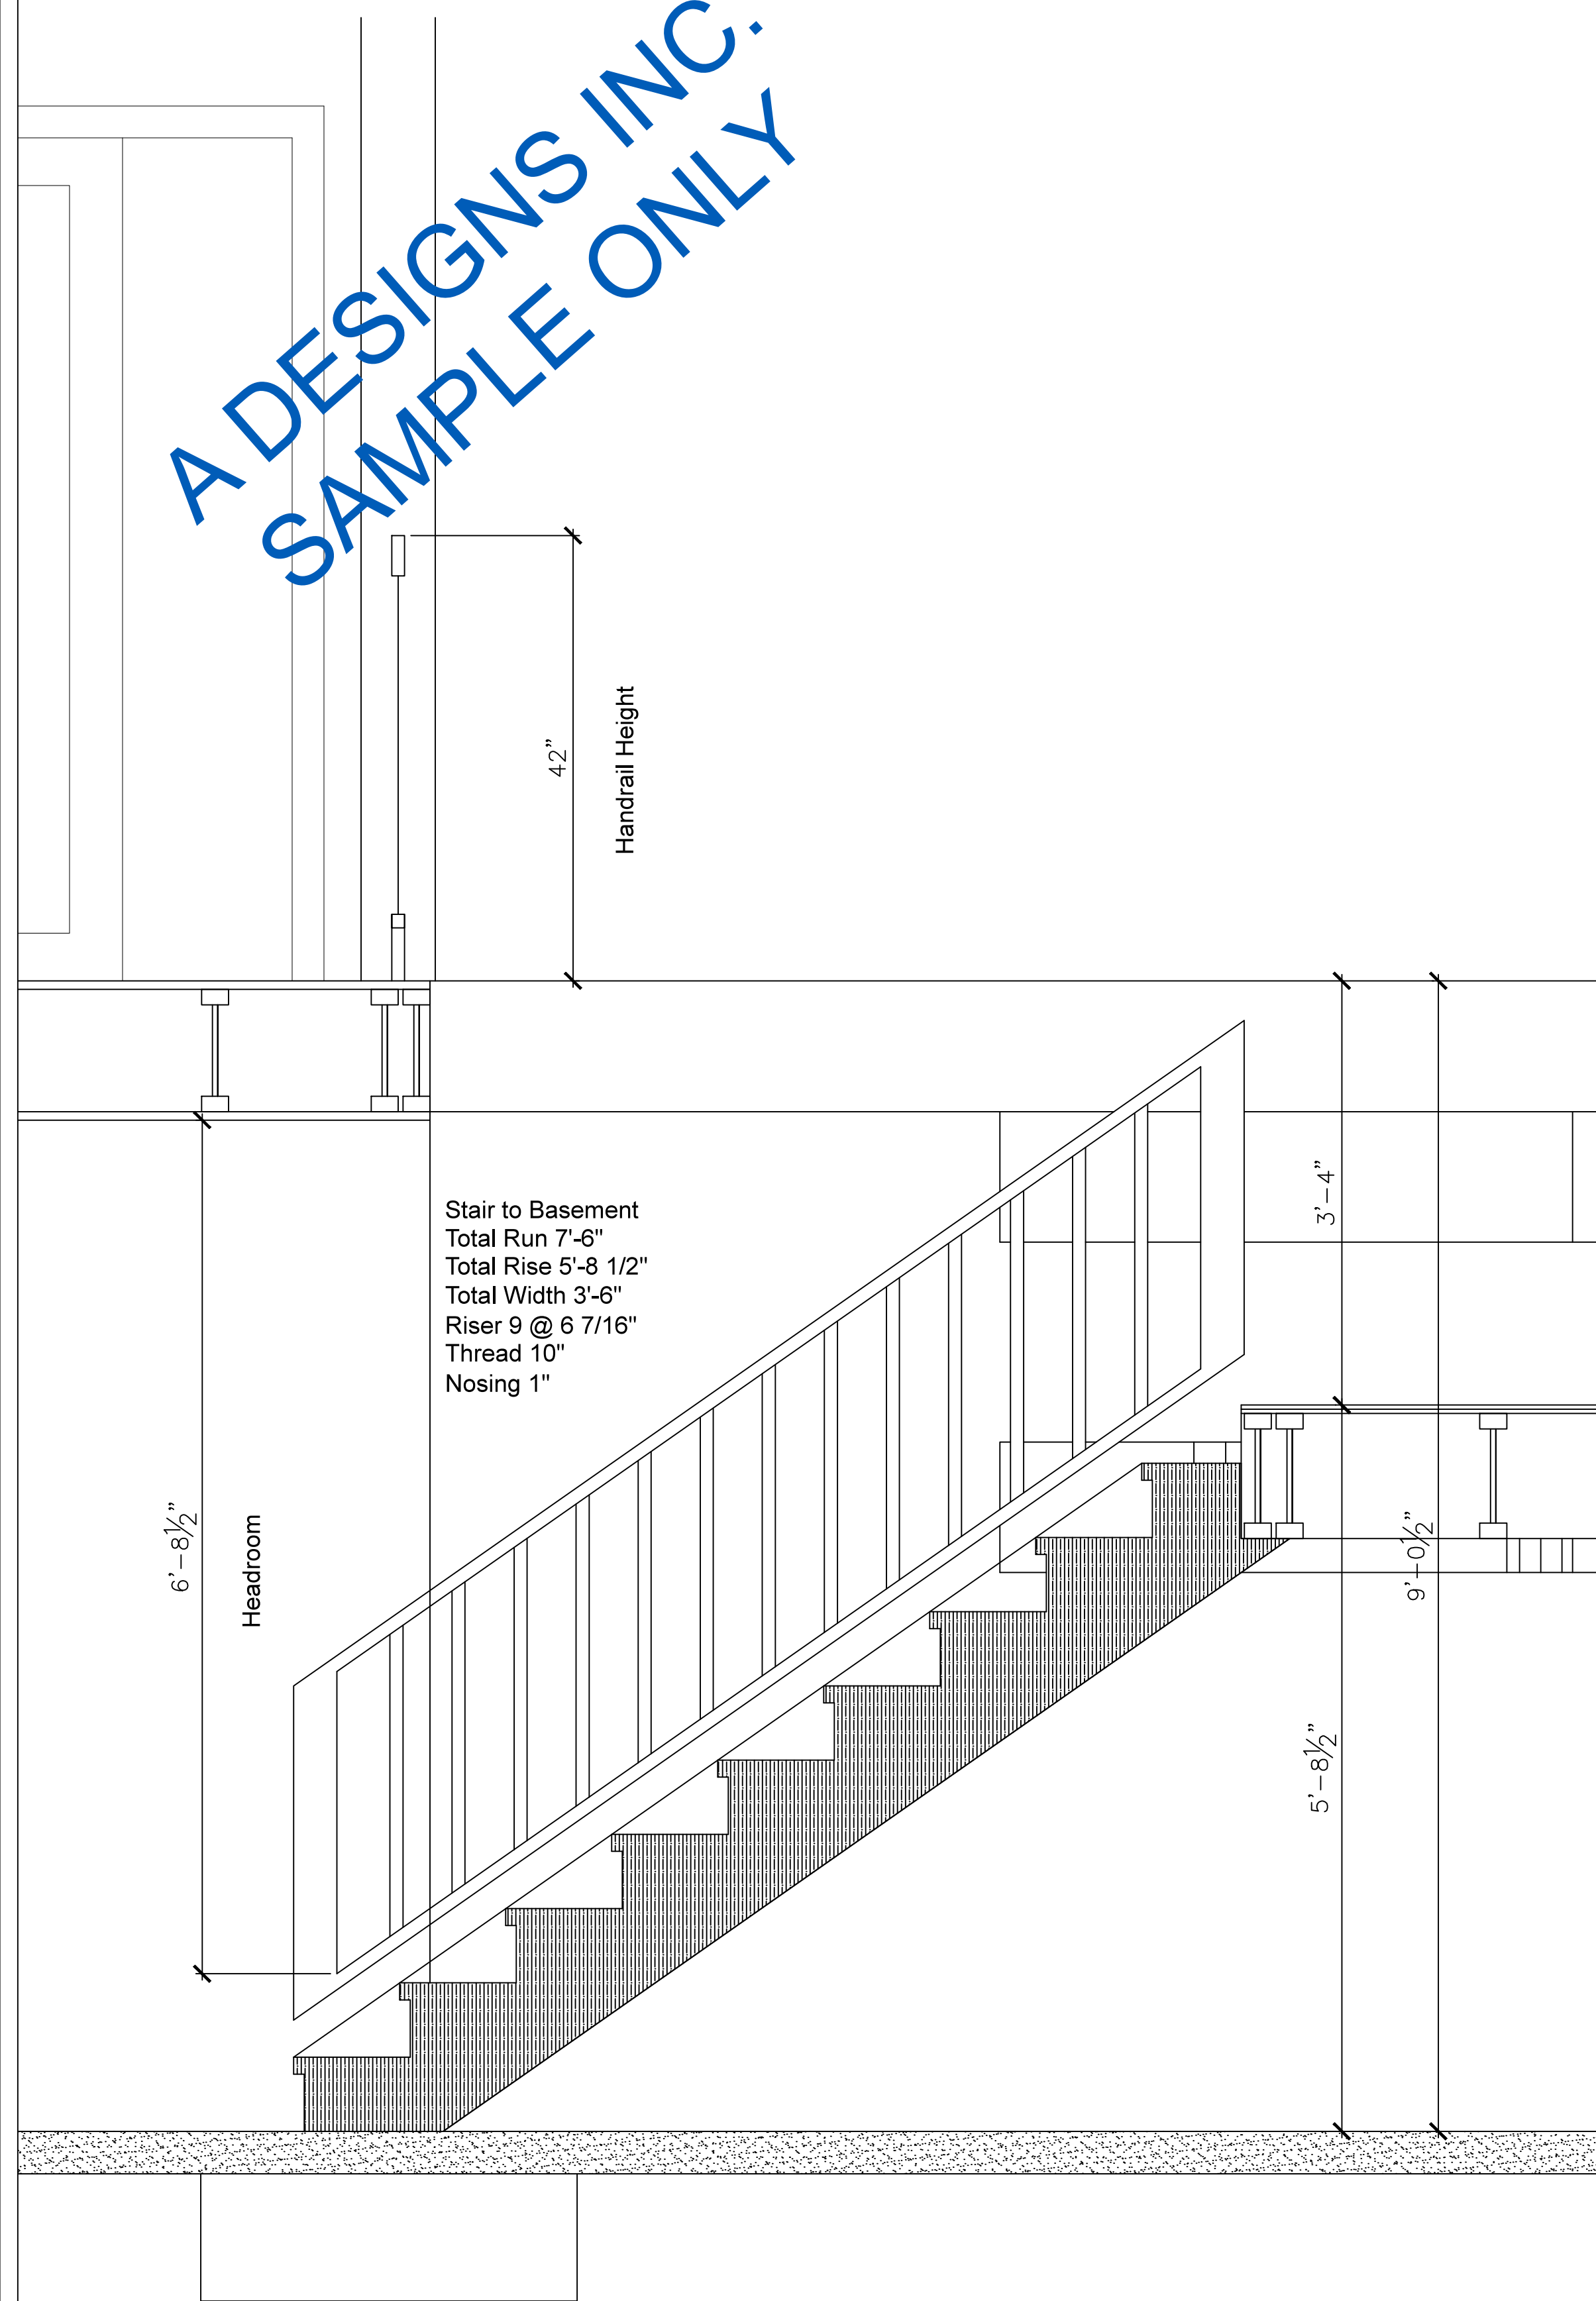 A DESIGNS INC.
SAMPLE ONLY
42”
Handrail Height
3’–4”
Stair to Basement
Total Run 7'-6"
Total Rise 5'-8 1/2"
Total Width 3'-6"
Riser 9 @ 6 7/16"
Thread 10"
Nosing 1"
6’–8½”
Headroom
9’–0½”
5’–8½”